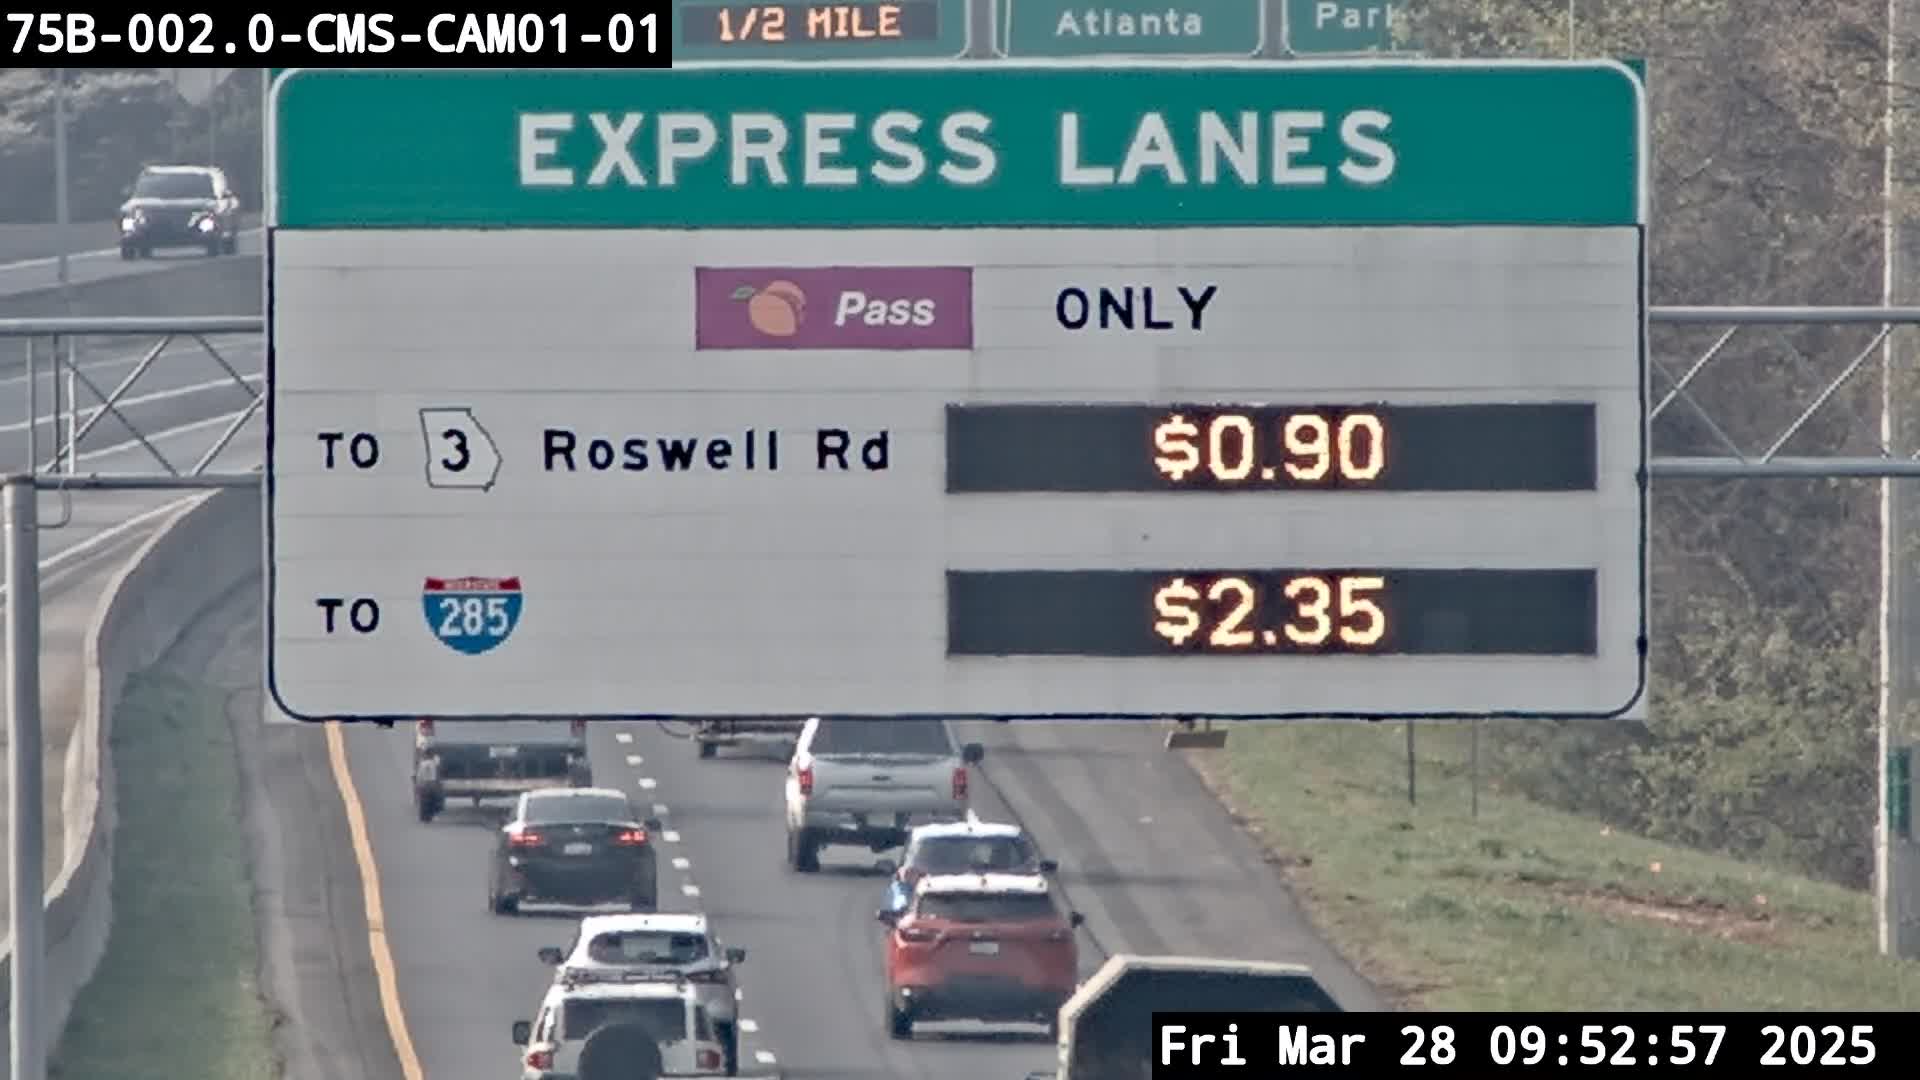 75B-002.0-CMS-CAM01-01
1/2 MILE
Atlanta
EXPRESS LANES
Pass ONLY
TO 3 Roswell Rd $0.90
TO 285 $2.35
Fri Mar 28 09:52:57 2025